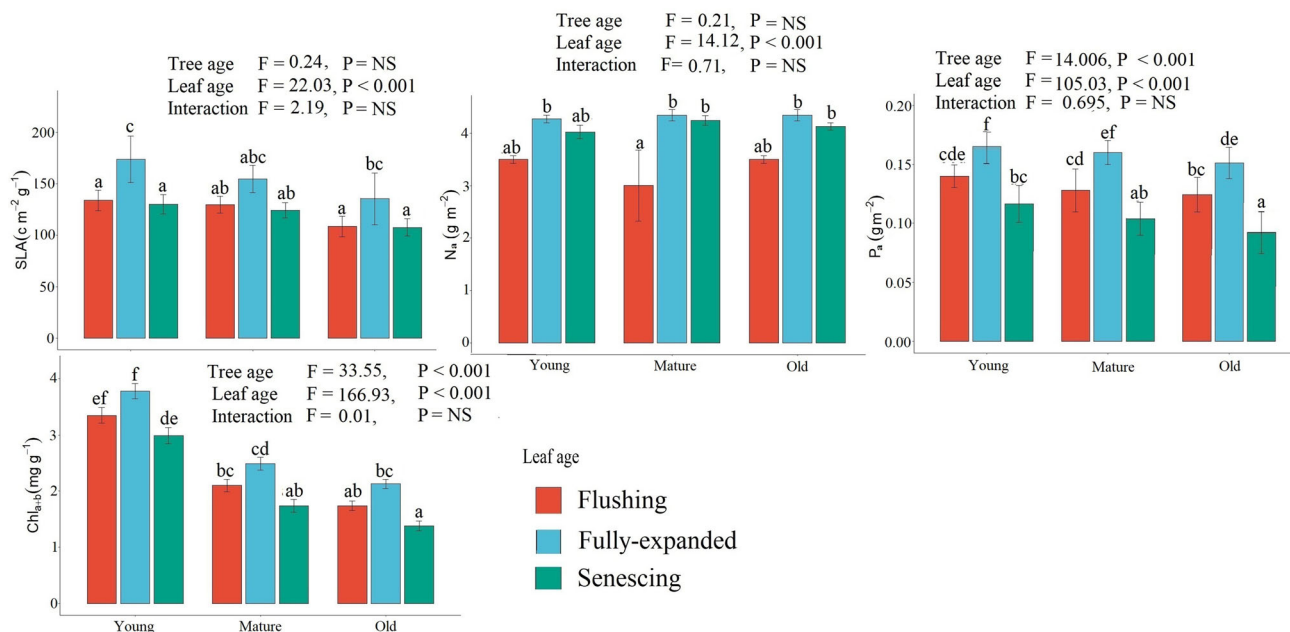 Tree age F = 0.24, P = NS
Leaf age F = 22.03, P < 0.001
Interaction F = 2.19, P = NS
SLA(c m⁻² g⁻¹)
200
150
100
50
0
a c a
ab abc ab
a bc a
Tree age F = 0.21, P = NS
Leaf age F = 14.12, P < 0.001
Interaction F= 0.71, P = NS
Nₐ (g m⁻²)
4
3
2
1
0
ab b ab
a b b
ab b b
Young Mature Old
Tree age F = 14.006, P < 0.001
Leaf age F = 105.03, P < 0.001
Interaction F = 0.695, P = NS
Pₐ (gm⁻²)
0.20
0.15
0.10
0.05
0.00
cde f bc
cd ef ab
bc de a
Young Mature Old
Tree age F = 33.55, P < 0.001
Leaf age F = 166.93, P < 0.001
Interaction F = 0.01, P = NS
Chlₐ₊b(mg g⁻¹)
4
3
2
1
0
ef f de
bc cd ab
ab bc a
Young Mature Old
Leaf age
Flushing
Fully-expanded
Senescing